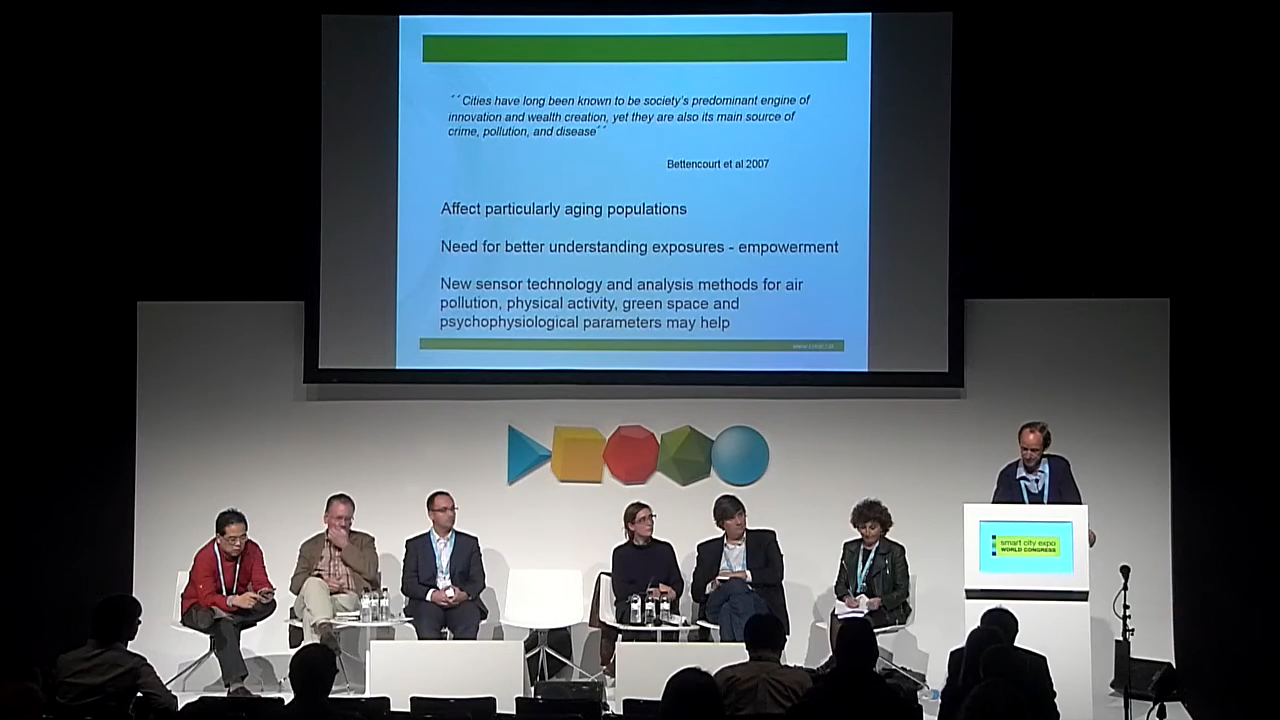 ´´Cities have long been known to be society's predominant engine of
innovation and wealth creation, yet they are also its main source of
crime, pollution, and disease´´
Bettencourt et al 2007
Affect particularly aging populations
Need for better understanding exposures - empowerment
New sensor technology and analysis methods for air
pollution, physical activity, green space and
psychophysiological parameters may help
smart city expo
WORLD CONGRESS